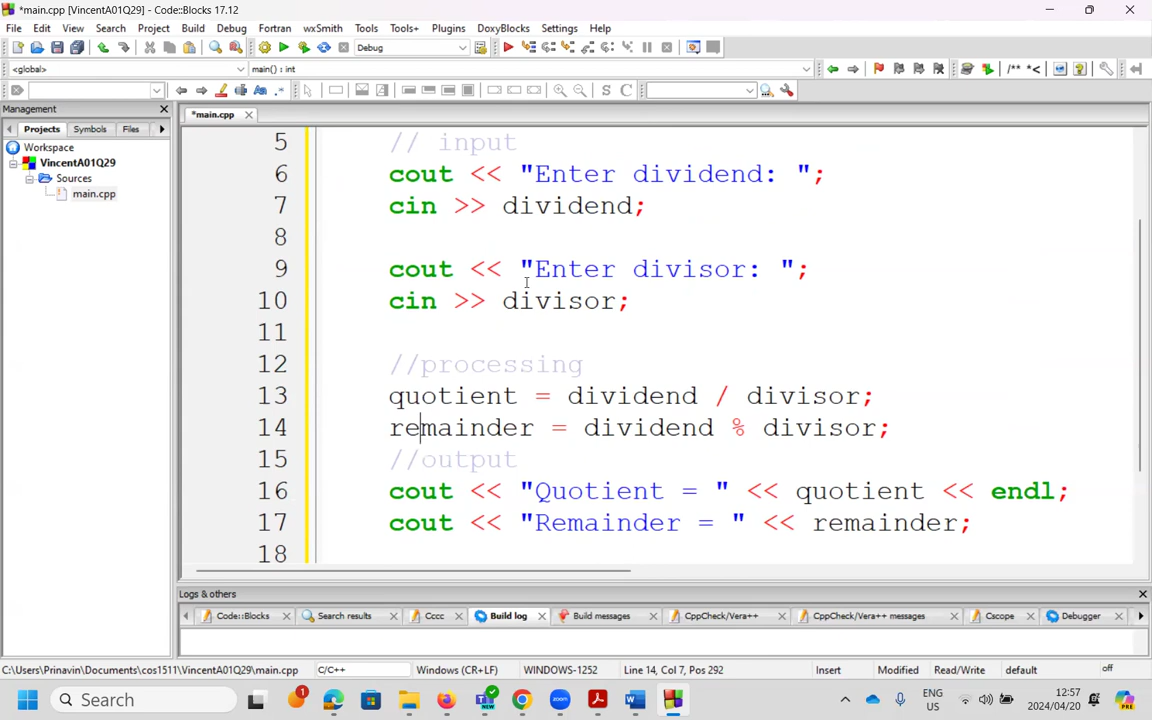 *main.cpp [VincentA01Q29] - Code::Blocks 17.12
File Edit View Search Project Build Debug Fortran wxSmith Tools Tools+ Plugins DoxyBlocks Settings Help
Debug
<global> main() : int
/** *<
S C
Management
Projects Symbols Files
Workspace
VincentA01Q29
Sources
main.cpp
*main.cpp
5 // input
6 cout << "Enter dividend: ";
7 cin >> dividend;
8
9 cout << "Enter divisor: ";
10 cin >> divisor;
11
12 //processing
13 quotient = dividend / divisor;
14 remainder = dividend % divisor;
15 //output
16 cout << "Quotient = " << quotient << endl;
17 cout << "Remainder = " << remainder;
18
Logs & others
Code::Blocks Search results Cccc Build log Build messages CppCheck/Vera++ CppCheck/Vera++ messages Cscope Debugger
C:\Users\Prinavin\Documents\cos1511\VincentA01Q29\main.cpp C/C++ Windows (CR+LF) WINDOWS-1252 Line 14, Col 7, Pos 292 Insert Modified Read/Write default off
Search 1 NEW zoom ENG US 12:57 2024/04/20 PRE